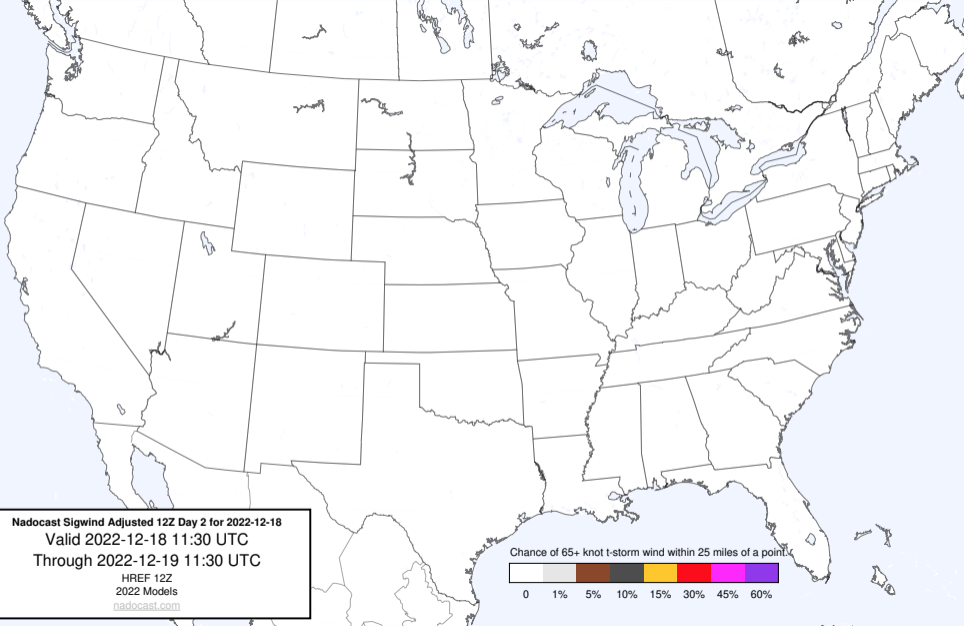 Nadocast Sigwind Adjusted 12Z Day 2 for 2022-12-18
Valid 2022-12-18 11:30 UTC
Through 2022-12-19 11:30 UTC
HREF 12Z
2022 Models
nadocast.com
Chance of 65+ knot t-storm wind within 25 miles of a point.
0 1% 5% 10% 15% 30% 45% 60%